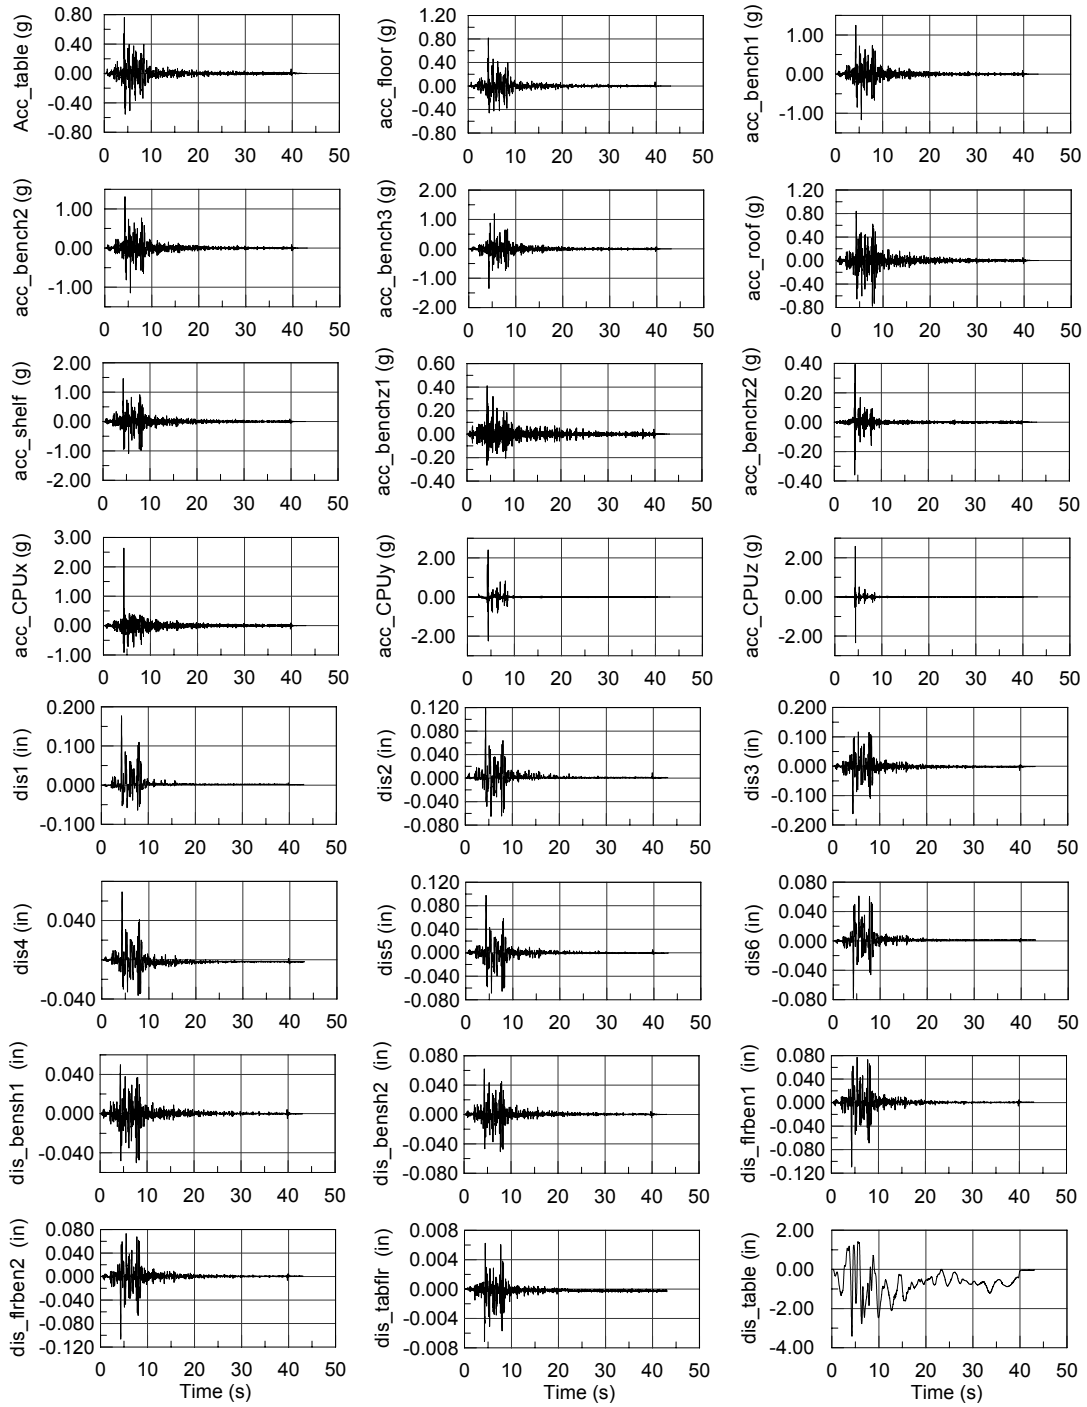 Acc_table (g)
0.80
0.40
0.00
-0.40
-0.80
0 10 20 30 40 50
acc_floor (g)
1.20
0.80
0.40
0.00
-0.40
-0.80
0 10 20 30 40 50
acc_bench1 (g)
1.00
0.00
-1.00
0 10 20 30 40 50
acc_bench2 (g)
1.00
0.00
-1.00
0 10 20 30 40 50
acc_bench3 (g)
2.00
1.00
0.00
-1.00
-2.00
0 10 20 30 40 50
acc_roof (g)
1.20
0.80
0.40
0.00
-0.40
-0.80
0 10 20 30 40 50
acc_shelf (g)
2.00
1.00
0.00
-1.00
-2.00
0 10 20 30 40 50
acc_benchz1 (g)
0.60
0.40
0.20
0.00
-0.20
-0.40
0 10 20 30 40 50
acc_benchz2 (g)
0.40
0.20
0.00
-0.20
-0.40
0 10 20 30 40 50
acc_CPUx (g)
3.00
2.00
1.00
0.00
-1.00
0 10 20 30 40 50
acc_CPUy (g)
2.00
0.00
-2.00
0 10 20 30 40 50
acc_CPUz (g)
2.00
0.00
-2.00
0 10 20 30 40 50
dis1 (in)
0.200
0.100
0.000
-0.100
0 10 20 30 40 50
dis2 (in)
0.120
0.080
0.040
0.000
-0.040
-0.080
0 10 20 30 40 50
dis3 (in)
0.200
0.100
0.000
-0.100
-0.200
0 10 20 30 40 50
dis4 (in)
0.040
0.000
-0.040
0 10 20 30 40 50
dis5 (in)
0.120
0.080
0.040
0.000
-0.040
-0.080
0 10 20 30 40 50
dis6 (in)
0.080
0.040
0.000
-0.040
-0.080
0 10 20 30 40 50
dis_bensh1 (in)
0.040
0.000
-0.040
0 10 20 30 40 50
dis_bensh2 (in)
0.080
0.040
0.000
-0.040
-0.080
0 10 20 30 40 50
dis_flrben1 (in)
0.080
0.040
0.000
-0.040
-0.080
-0.120
0 10 20 30 40 50
dis_flrben2 (in)
0.080
0.040
0.000
-0.040
-0.080
-0.120
0 10 20 30 40 50
Time (s)
dis_tabflr (in)
0.008
0.004
0.000
-0.004
-0.008
0 10 20 30 40 50
Time (s)
dis_table (in)
2.00
0.00
-2.00
-4.00
0 10 20 30 40 50
Time (s)